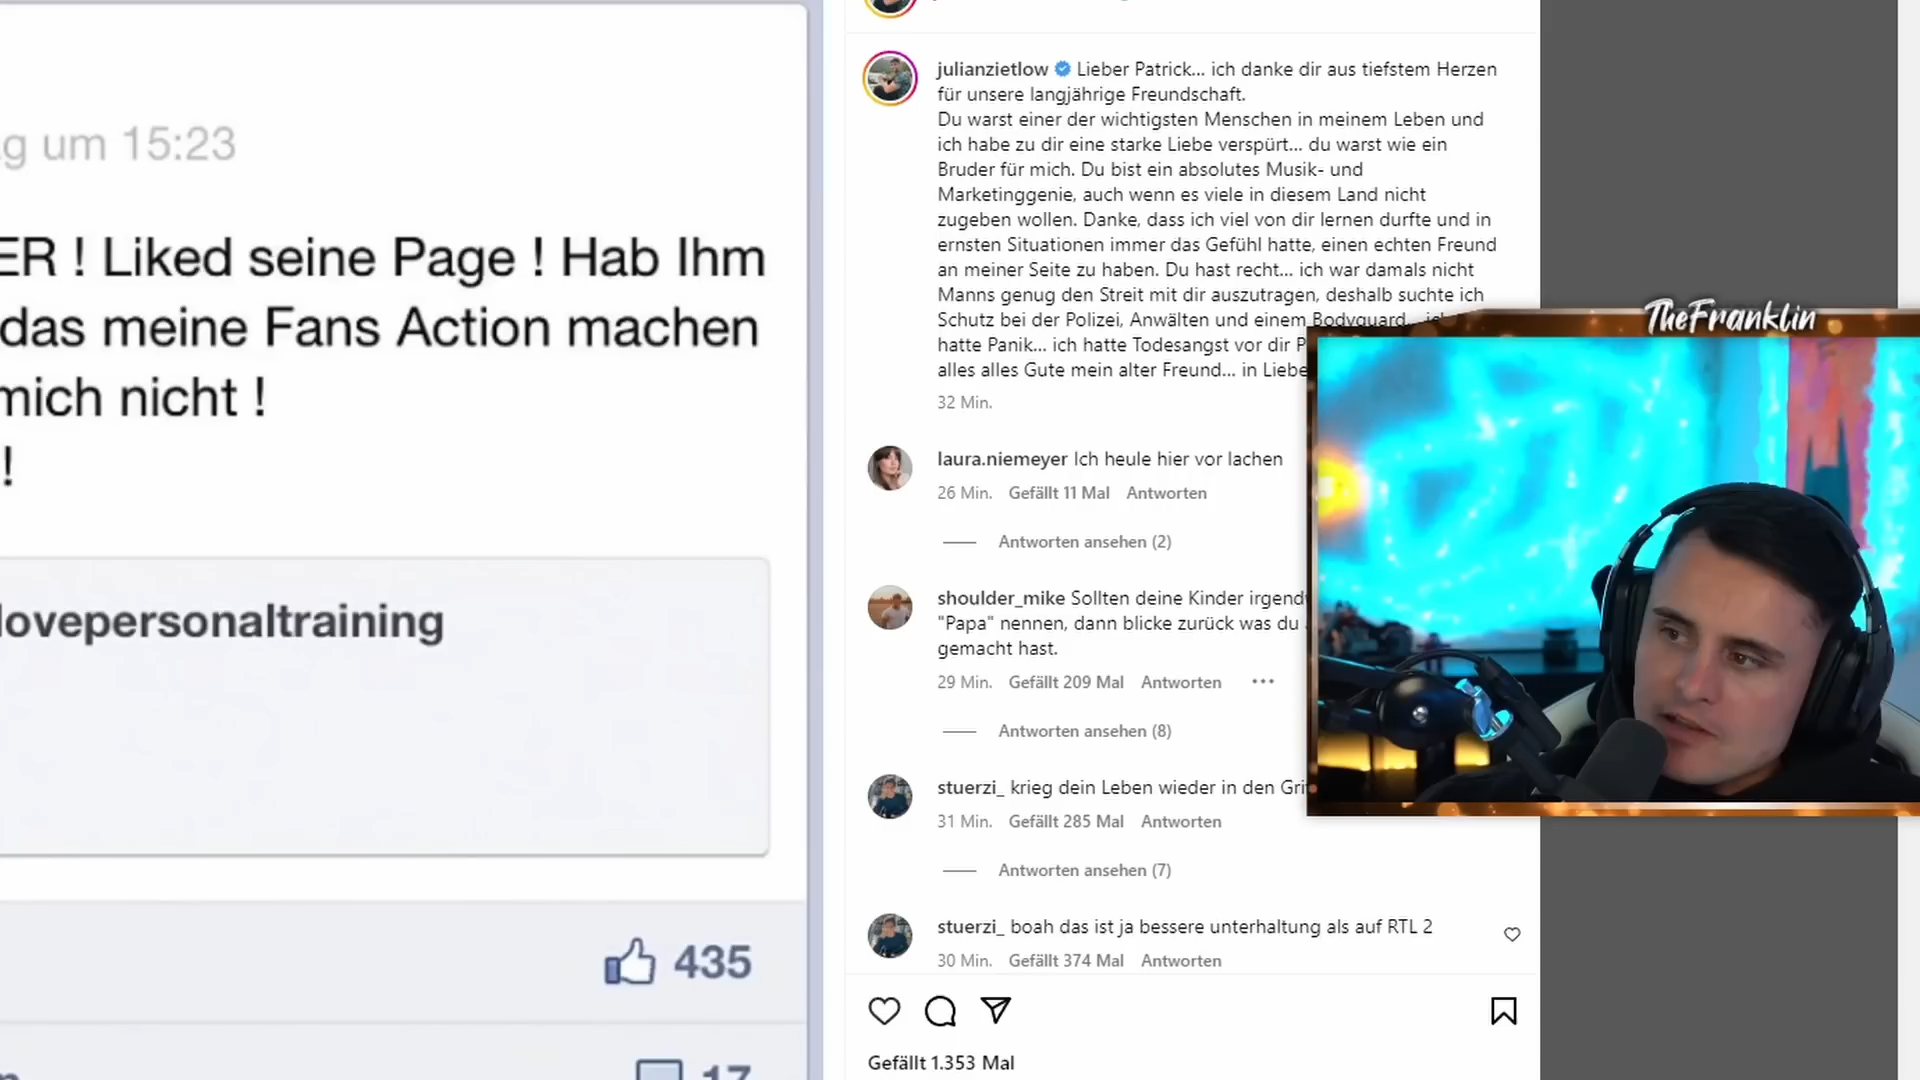 g um 15:23
ER ! Liked seine Page ! Hab Ihm
das meine Fans Action machen
mich nicht !
!
lovepersonaltraining
435
17
julianzietlow Lieber Patrick... ich danke dir aus tiefstem Herzen
für unsere langjährige Freundschaft.
Du warst einer der wichtigsten Menschen in meinem Leben und
ich habe zu dir eine starke Liebe verspürt... du warst wie ein
Bruder für mich. Du bist ein absolutes Musik- und
Marketinggenie, auch wenn es viele in diesem Land nicht
zugeben wollen. Danke, dass ich viel von dir lernen durfte und in
ernsten Situationen immer das Gefühl hatte, einen echten Freund
an meiner Seite zu haben. Du hast recht... ich war damals nicht
Manns genug den Streit mit dir auszutragen, deshalb suchte ich
Schutz bei der Polizei, Anwälten und einem Bodyguard...
hatte Panik... ich hatte Todesangst vor dir
alles alles Gute mein alter Freund... in Liebe
32 Min.
laura.niemeyer Ich heule hier vor lachen
26 Min. Gefällt 11 Mal Antworten
Antworten ansehen (2)
shoulder_mike Sollten deine Kinder
"Papa" nennen, dann blicke zurück was du
gemacht hast.
29 Min. Gefällt 209 Mal Antworten ...
Antworten ansehen (8)
stuerzi_ krieg dein Leben wieder in den
31 Min. Gefällt 285 Mal Antworten
Antworten ansehen (7)
stuerzi_ boah das ist ja bessere unterhaltung als auf RTL 2
30 Min. Gefällt 374 Mal Antworten
Gefällt 1.353 Mal
TheFranklin